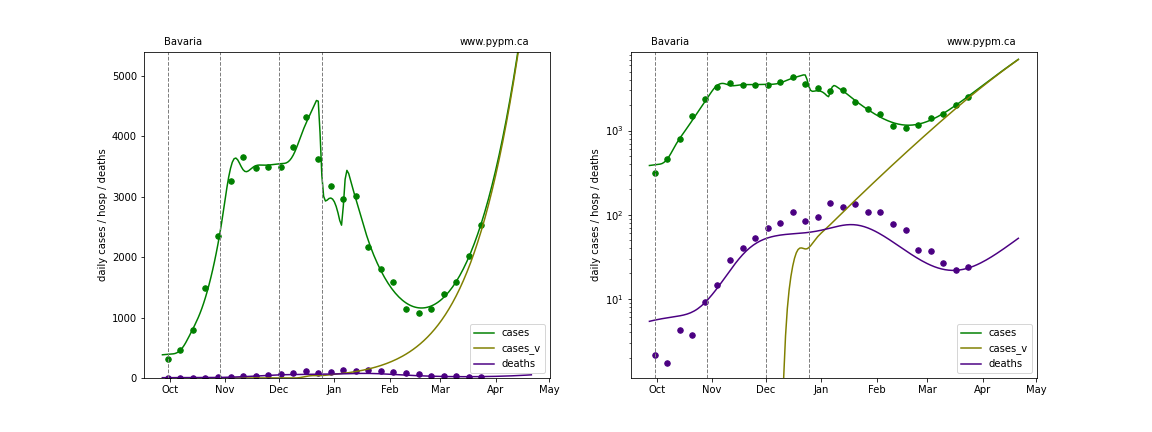 Bavaria www.pypm.ca
5000
4000
3000
2000
1000
0
daily cases / hosp / deaths
cases
cases_v
deaths
Oct Nov Dec Jan Feb Mar Apr May
Bavaria www.pypm.ca
10³
10²
10¹
daily cases / hosp / deaths
cases
cases_v
deaths
Oct Nov Dec Jan Feb Mar Apr May